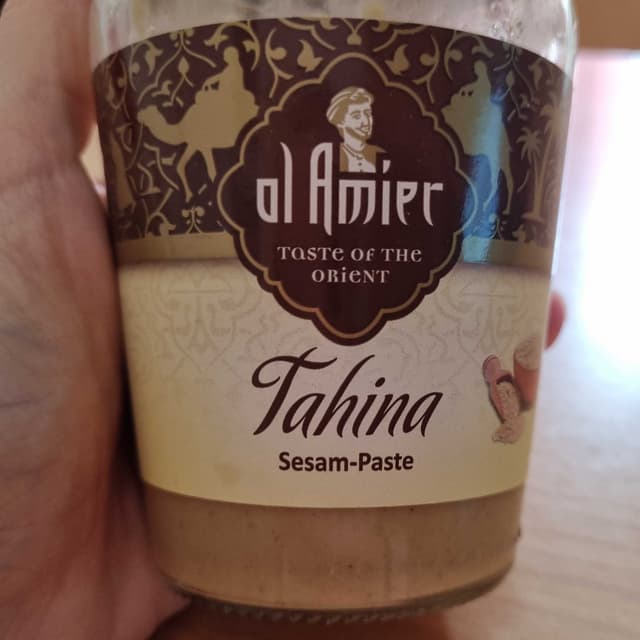 al Amier
TASTE OF THE
ORIENT
Tahina
Sesam-Paste